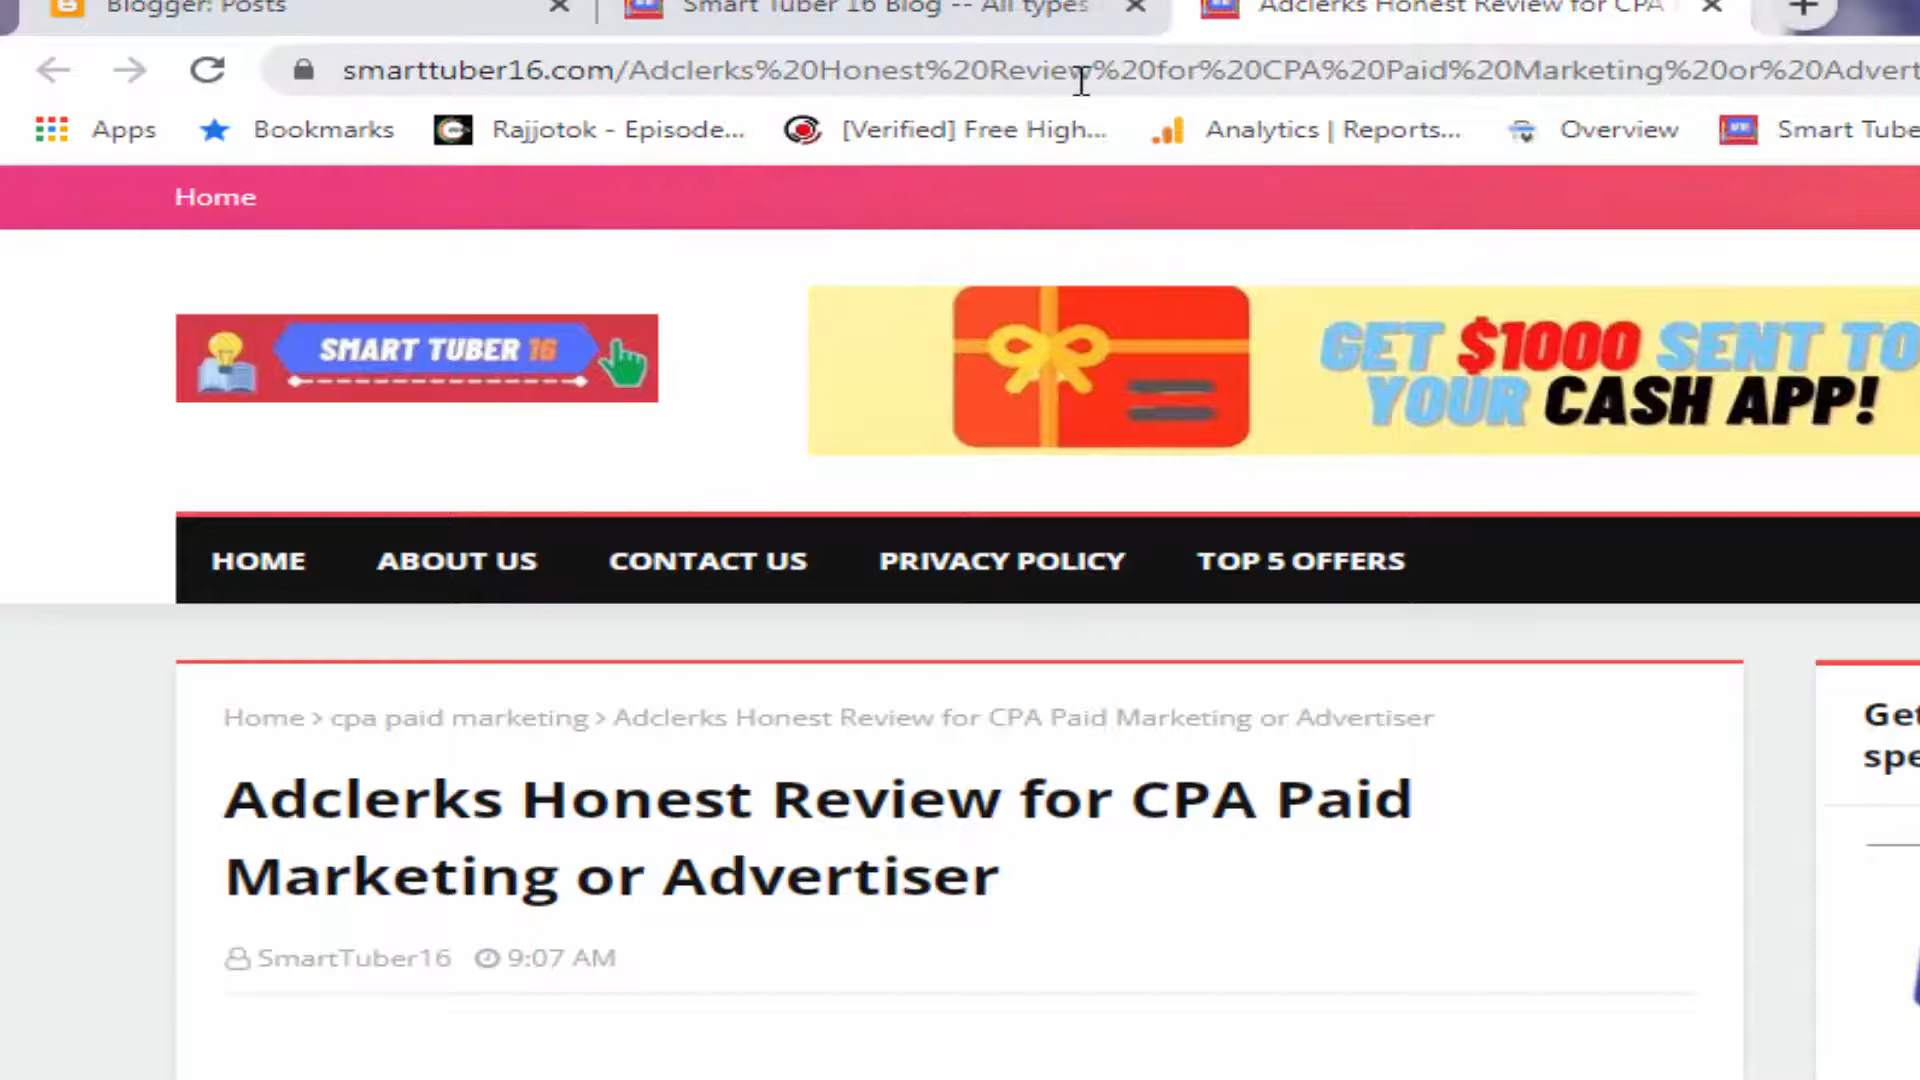 Blogger: Posts
Smart Tuber 16 Blog -- All types
Adclerks Honest Review for CPA
smarttuber16.com/Adclerks%20Honest%20Review%20for%20CPA%20Paid%20Marketing%20or%20Advert
Apps
Bookmarks
Rajjotok - Episode...
[Verified] Free High...
Analytics | Reports...
Overview
Smart Tube
Home
SMART TUBER 16
GET $1000 SENT TO
YOUR CASH APP!
HOME
ABOUT US
CONTACT US
PRIVACY POLICY
TOP 5 OFFERS
Home > cpa paid marketing > Adclerks Honest Review for CPA Paid Marketing or Advertiser
Adclerks Honest Review for CPA Paid
Marketing or Advertiser
SmartTuber16 9:07 AM
Get
spe